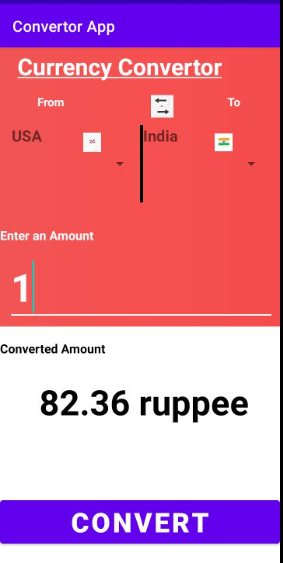 Convertor App
Currency Convertor
From To
USA India
Enter an Amount
1
Converted Amount
82.36 ruppee
CONVERT